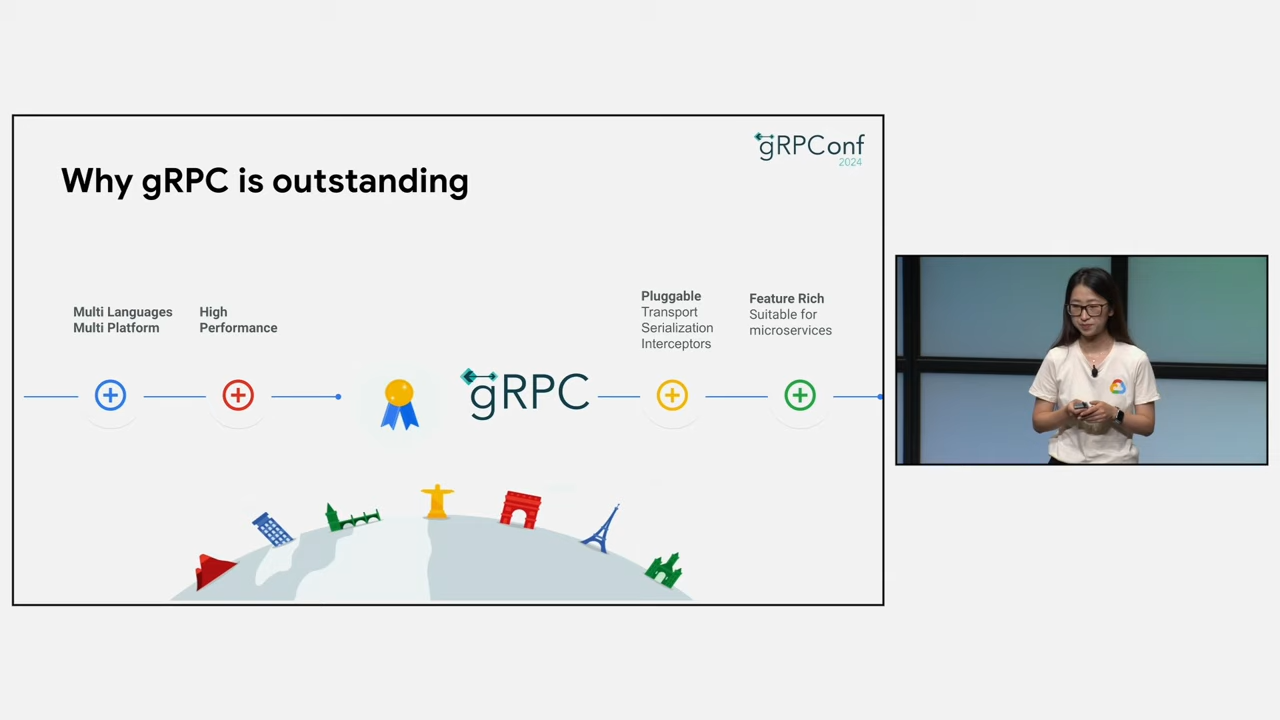 gRPConf
2024
Why gRPC is outstanding
Multi Languages
Multi Platform
High
Performance
Pluggable
Transport
Serialization
Interceptors
Feature Rich
Suitable for
microservices
gRPC